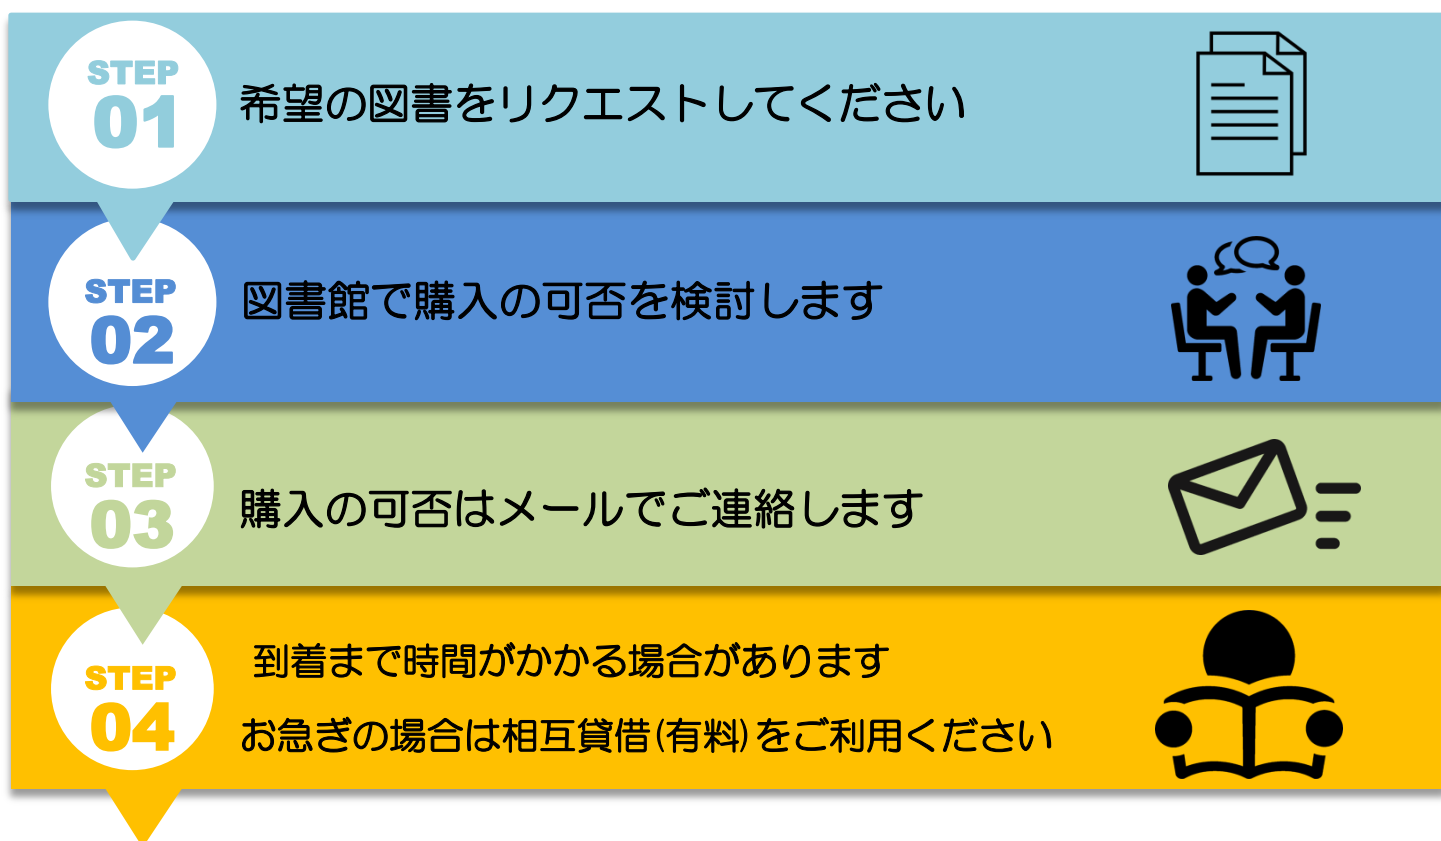 STEP
01
希望の図書をリクエストしてください
STEP
02
図書館で購入の可否を検討します
STEP
03
購入の可否はメールでご連絡します
STEP
04
到着まで時間がかかる場合があります
お急ぎの場合は相互貸借(有料)をご利用ください